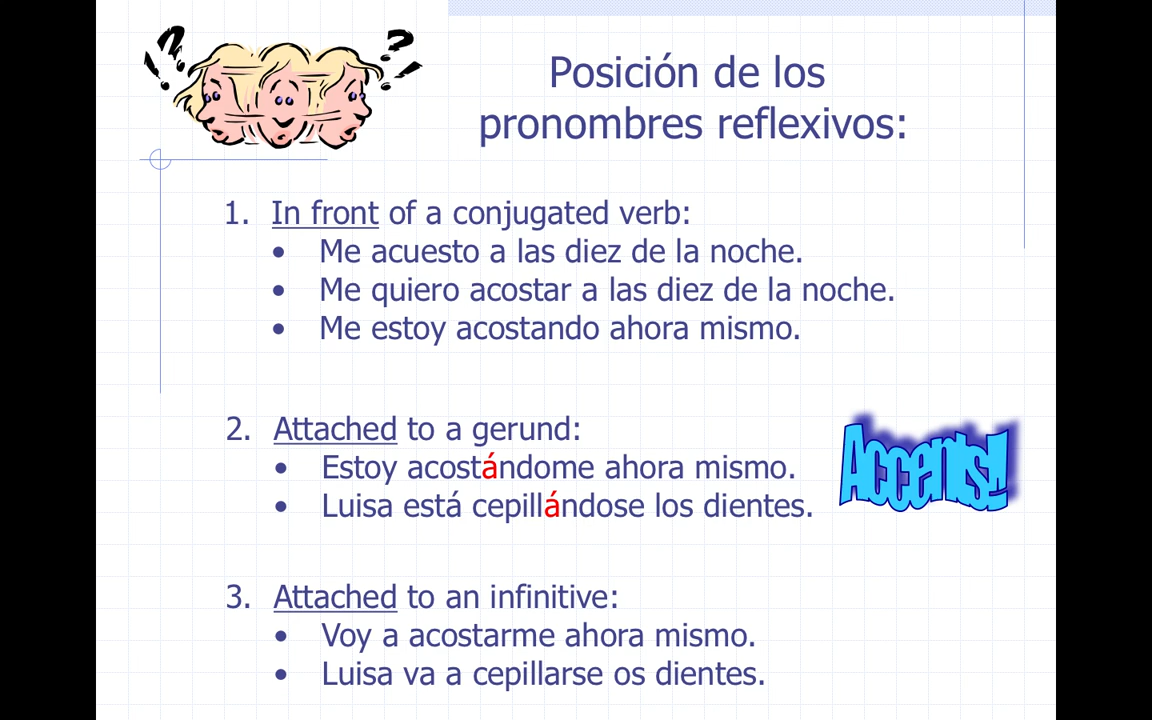 Posición de los
pronombres reflexivos:
1. In front of a conjugated verb:
• Me acuesto a las diez de la noche.
• Me quiero acostar a las diez de la noche.
• Me estoy acostando ahora mismo.
2. Attached to a gerund:
• Estoy acostándome ahora mismo.
• Luisa está cepillándose los dientes.
Accents!!
3. Attached to an infinitive:
• Voy a acostarme ahora mismo.
• Luisa va a cepillarse os dientes.